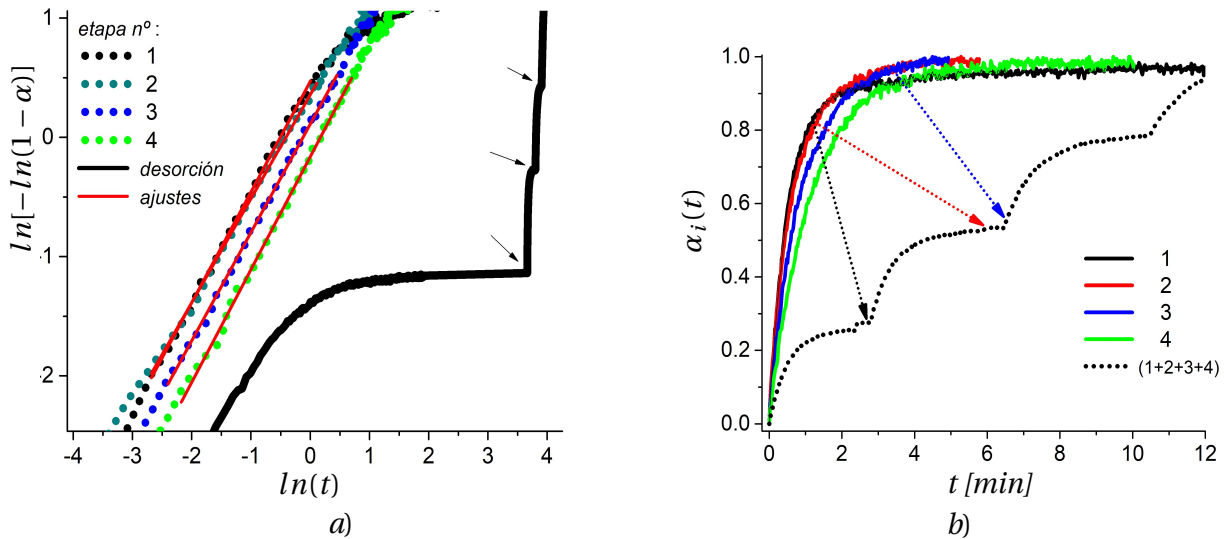 etapa nº :
1
2
3
4
desorción
ajustes
ln[−ln(1−α)]
1
0
-1
-2
-4 -3 -2 -1 0 1 2 3 4
ln(t)
a)
α_i(t)
1.0
0.8
0.6
0.4
0.2
0.0
1
2
3
4
(1+2+3+4)
0 2 4 6 8 10 12
t [min]
b)